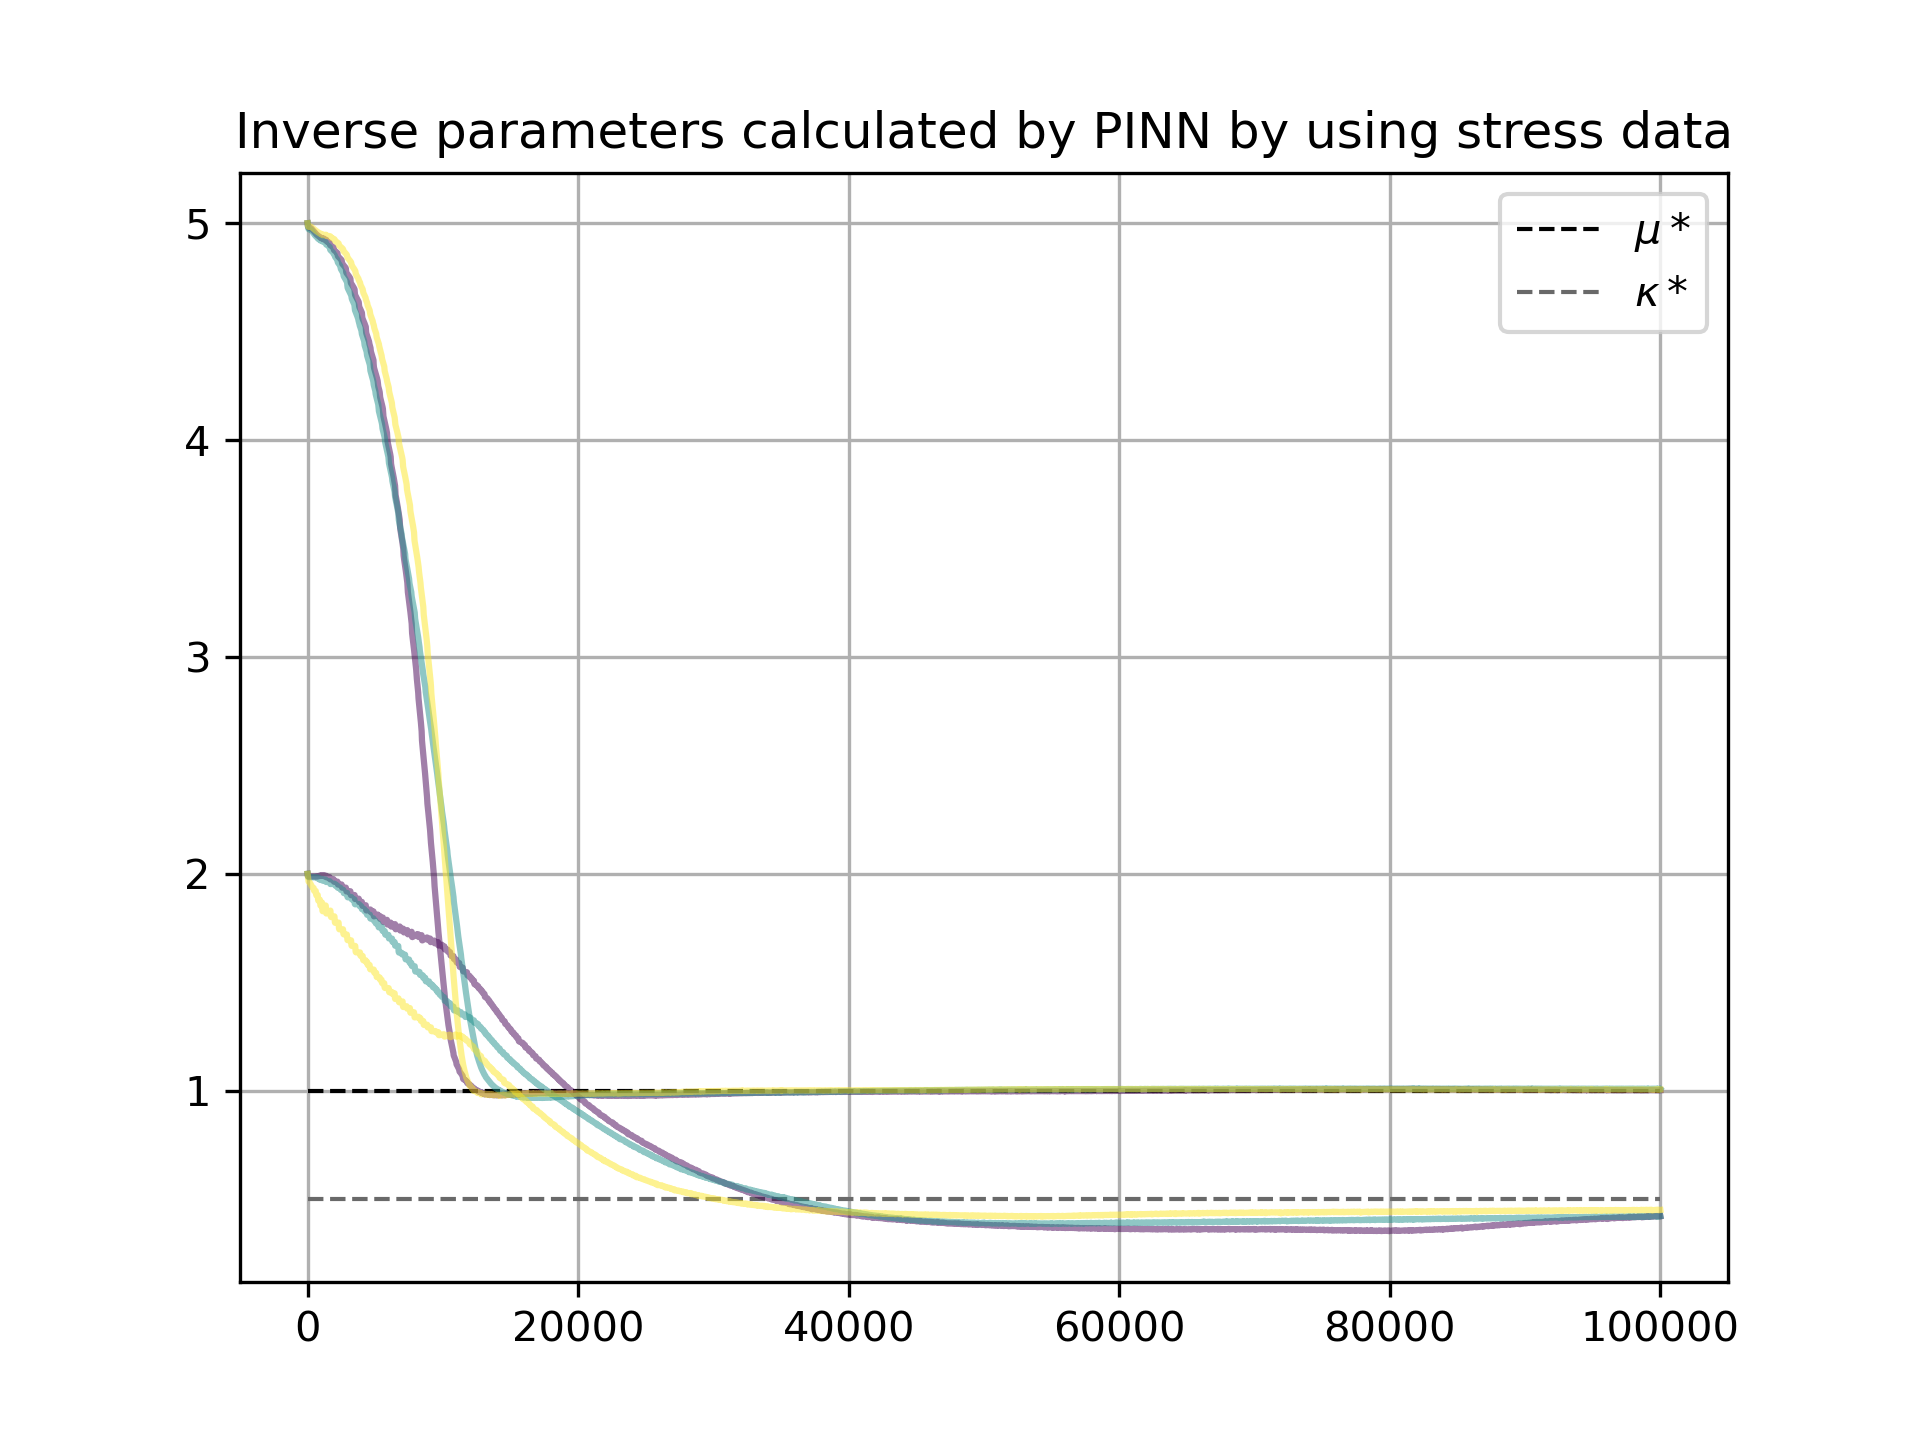 Inverse parameters calculated by PINN by using stress data
μ*
κ*
5
4
3
2
1
0 20000 40000 60000 80000 100000